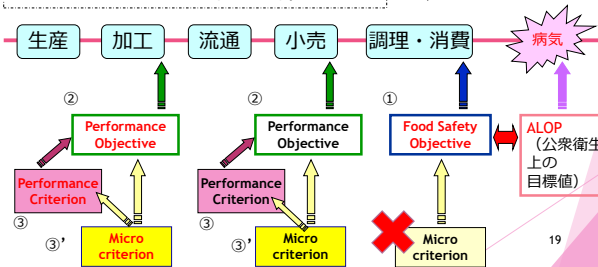 生産
加工
流通
小売
調理・消費
病気
②
②
①
Performance
Objective
Performance
Objective
Food Safety
Objective
ALOP
(公衆衛生
上の
目標値)
Performance
Criterion
Performance
Criterion
③
③
③’
Micro
criterion
③’
Micro
criterion
Micro
criterion
19